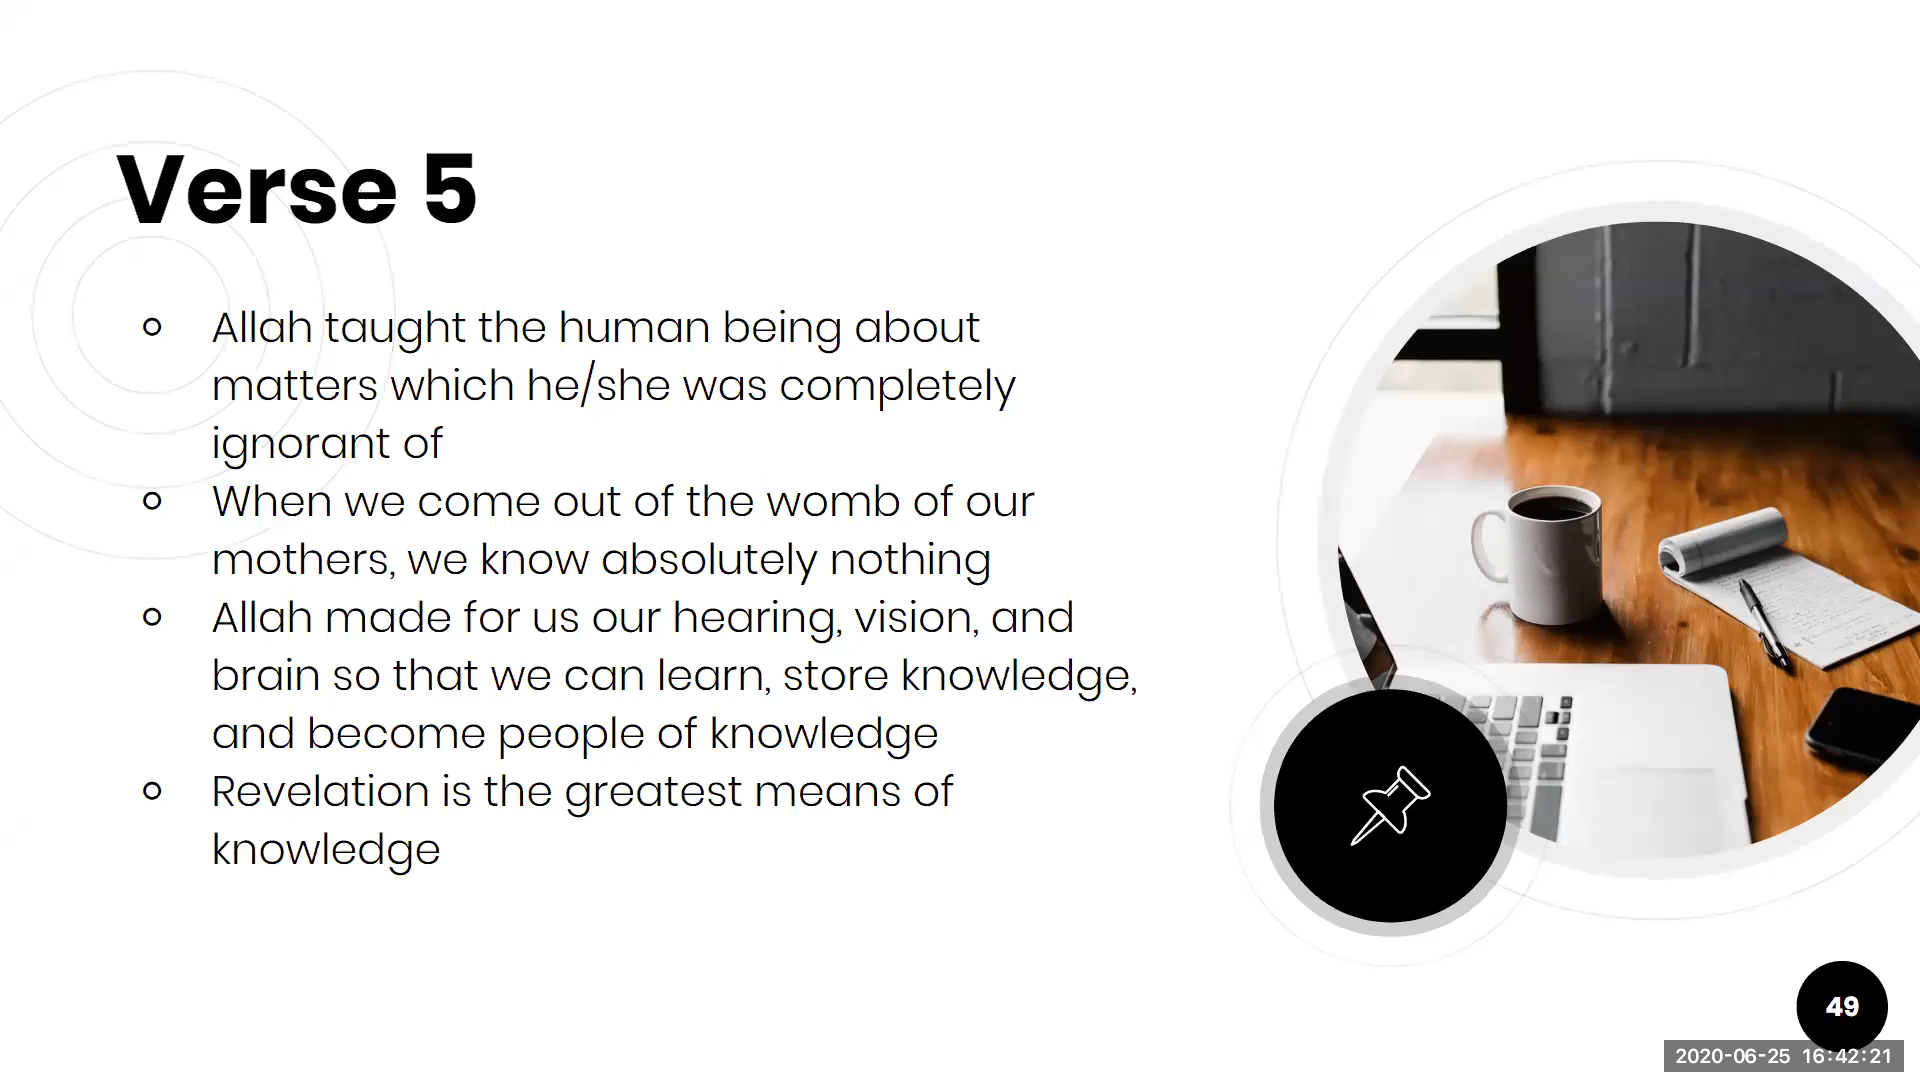 Verse 5
Allah taught the human being about
matters which he/she was completely
ignorant of
When we come out of the womb of our
mothers, we know absolutely nothing
Allah made for us our hearing, vision, and
brain so that we can learn, store knowledge,
and become people of knowledge
Revelation is the greatest means of
knowledge
49
2020-06-25 16:42:21